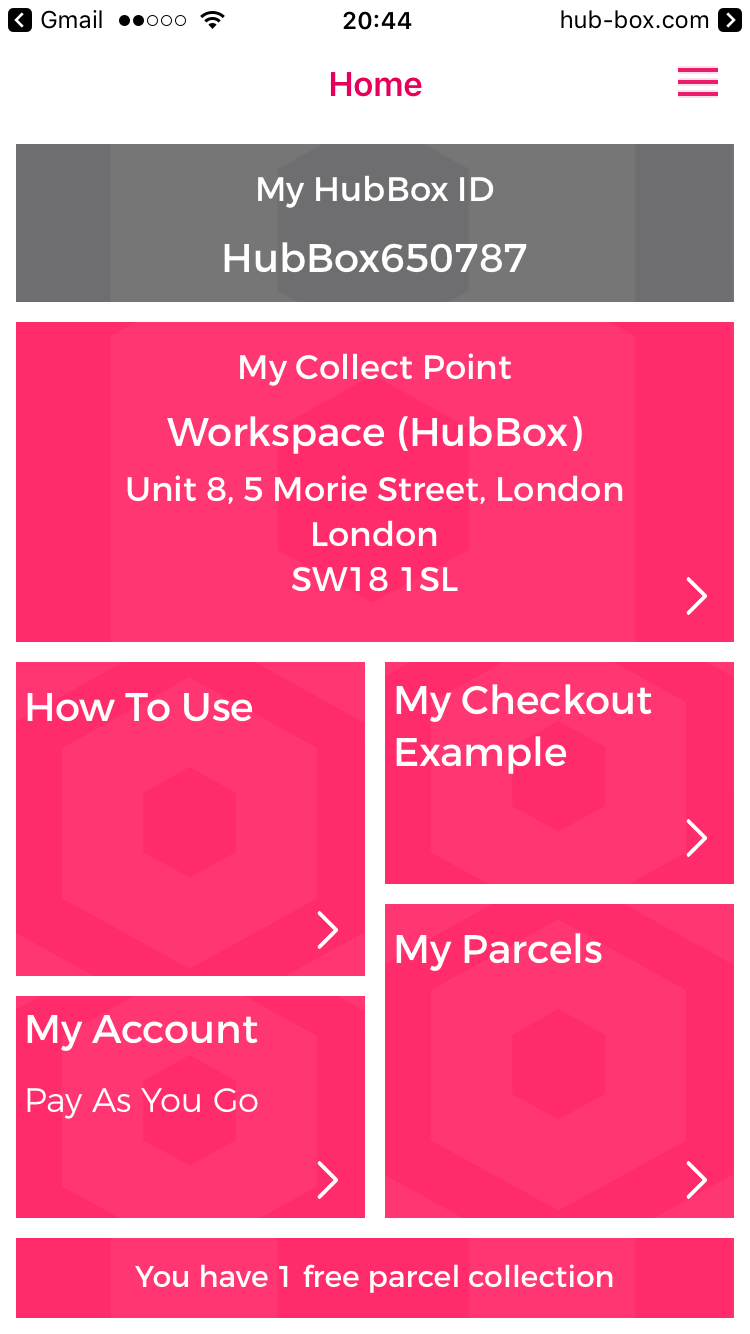 Gmail 20:44 hub-box.com
Home
My HubBox ID
HubBox650787
My Collect Point
Workspace (HubBox)
Unit 8, 5 Morie Street, London
London
SW18 1SL
How To Use
My Checkout
Example
My Parcels
My Account
Pay As You Go
You have 1 free parcel collection